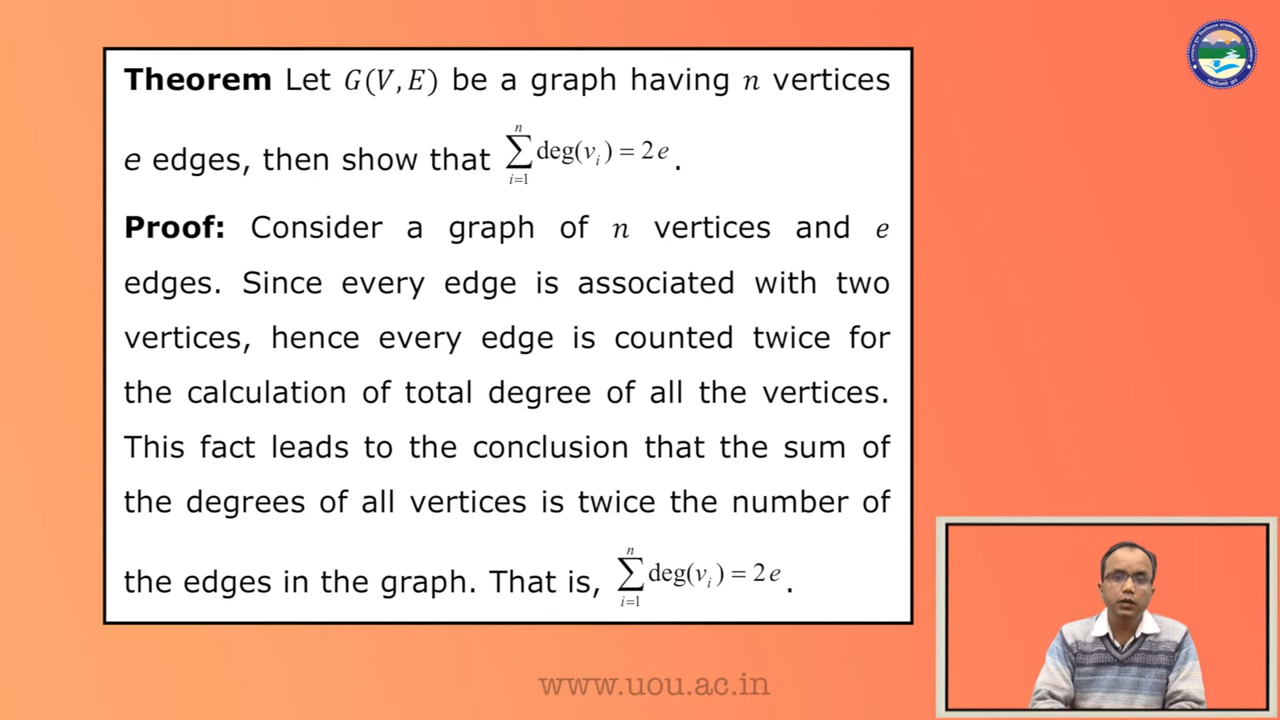 Theorem Let G(V, E) be a graph having n vertices
e edges, then show that \sum_{i=1}^{n} deg(v_i) = 2e.
Proof: Consider a graph of n vertices and e
edges. Since every edge is associated with two
vertices, hence every edge is counted twice for
the calculation of total degree of all the vertices.
This fact leads to the conclusion that the sum of
the degrees of all vertices is twice the number of
the edges in the graph. That is, \sum_{i=1}^{n} deg(v_i) = 2e.
www.uou.ac.in